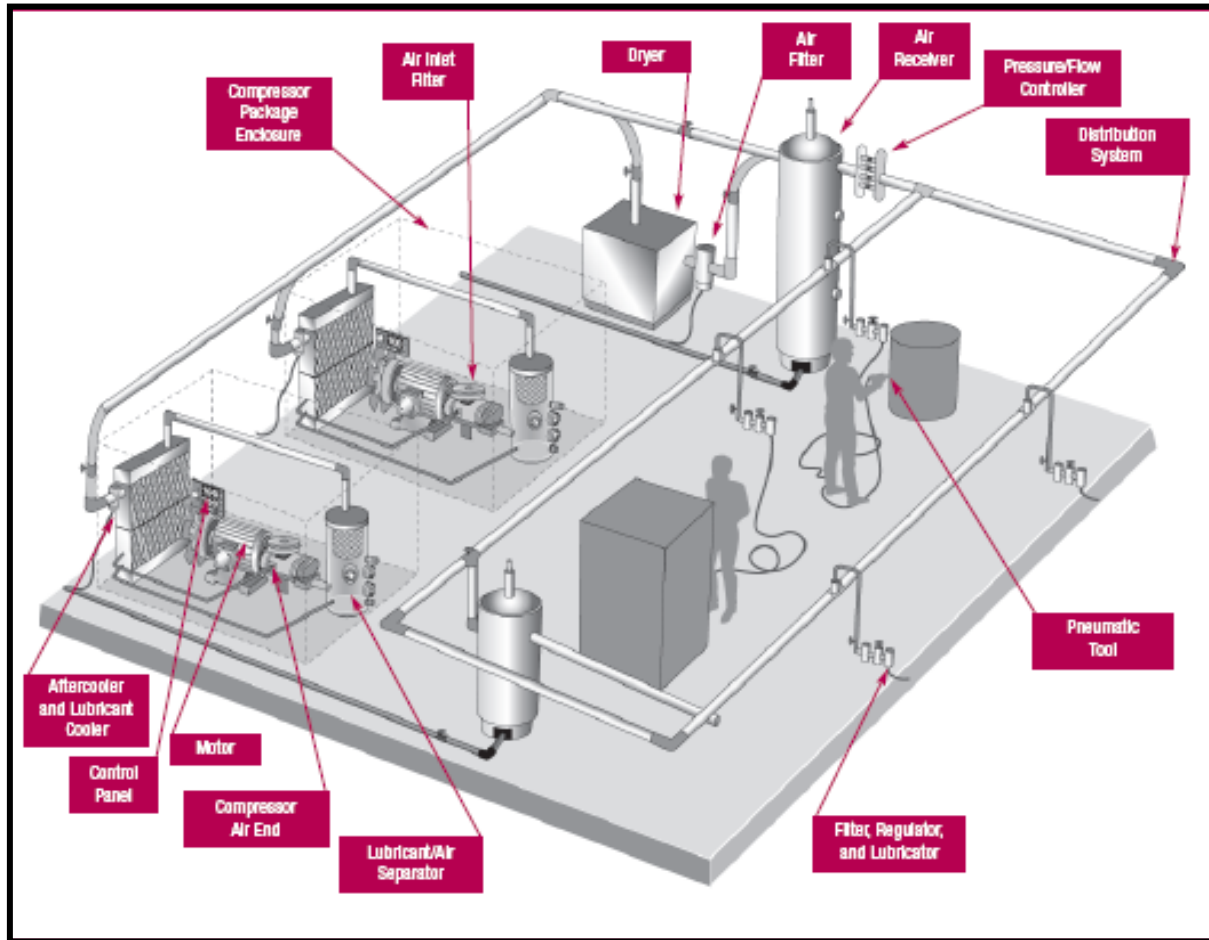 Dryer
Air
Filter
Air
Receiver
Air Inlet
Filter
Pressure/Flow
Controller
Compressor
Package
Enclosure
Distribution
System
Pneumatic
Tool
Aftercooler
and Lubricant
Cooler
Motor
Control
Panel
Compressor
Air End
Lubricant/Air
Separator
Filter, Regulator,
and Lubricator